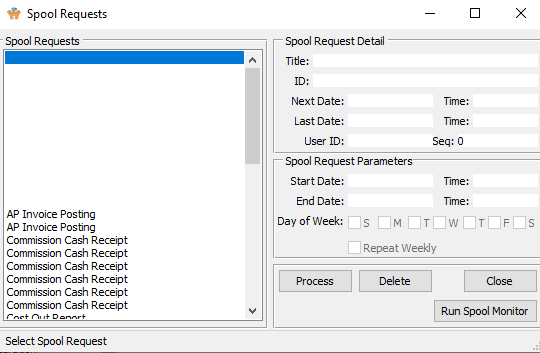 Spool Requests
Spool Requests
AP Invoice Posting
AP Invoice Posting
Commission Cash Receipt
Commission Cash Receipt
Commission Cash Receipt
Commission Cash Receipt
Commission Cash Receipt
Commission Cash Receipt
Cost Out Report
Spool Request Detail
Title:
ID:
Next Date: Time:
Last Date: Time:
User ID: Seq: 0
Spool Request Parameters
Start Date: Time:
End Date: Time:
Day of Week: S M T W T F S
Repeat Weekly
Process Delete Close
Run Spool Monitor
Select Spool Request